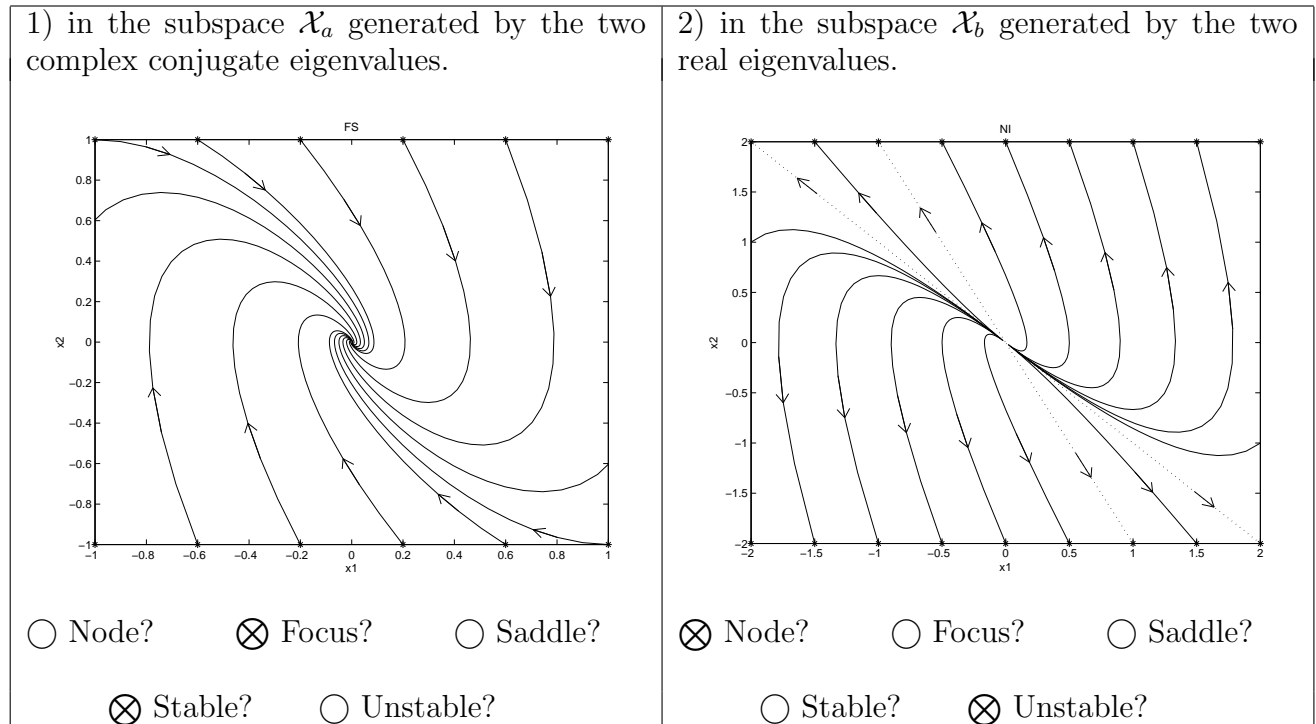 1) in the subspace 𝒳a generated by the two
complex conjugate eigenvalues.
FS
1
0.8
0.6
0.4
0.2
0
−0.2
−0.4
−0.6
−0.8
−1
x2
−1 −0.8 −0.6 −0.4 −0.2 0 0.2 0.4 0.6 0.8 1
x1
Node? Focus? Saddle?
Stable? Unstable?
2) in the subspace 𝒳b generated by the two
real eigenvalues.
NI
2
1.5
1
0.5
0
−0.5
−1
−1.5
−2
x2
−2 −1.5 −1 −0.5 0 0.5 1 1.5 2
x1
Node? Focus? Saddle?
Stable? Unstable?